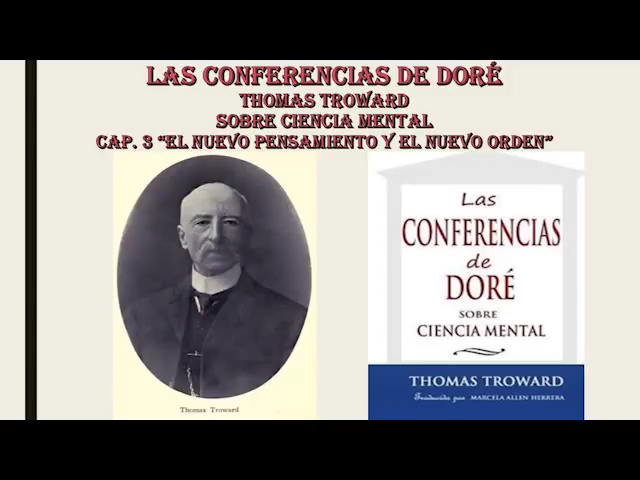 LAS CONFERENCIAS DE DORÉ
THOMAS TROWARD
SOBRE CIENCIA MENTAL
CAP. 3 “EL NUEVO PENSAMIENTO Y EL NUEVO ORDEN”
Thomas Troward
Las
CONFERENCIAS
de
DORÉ
SOBRE
CIENCIA MENTAL
THOMAS TROWARD
Traducido por MARCELA ALLEN HERRERA